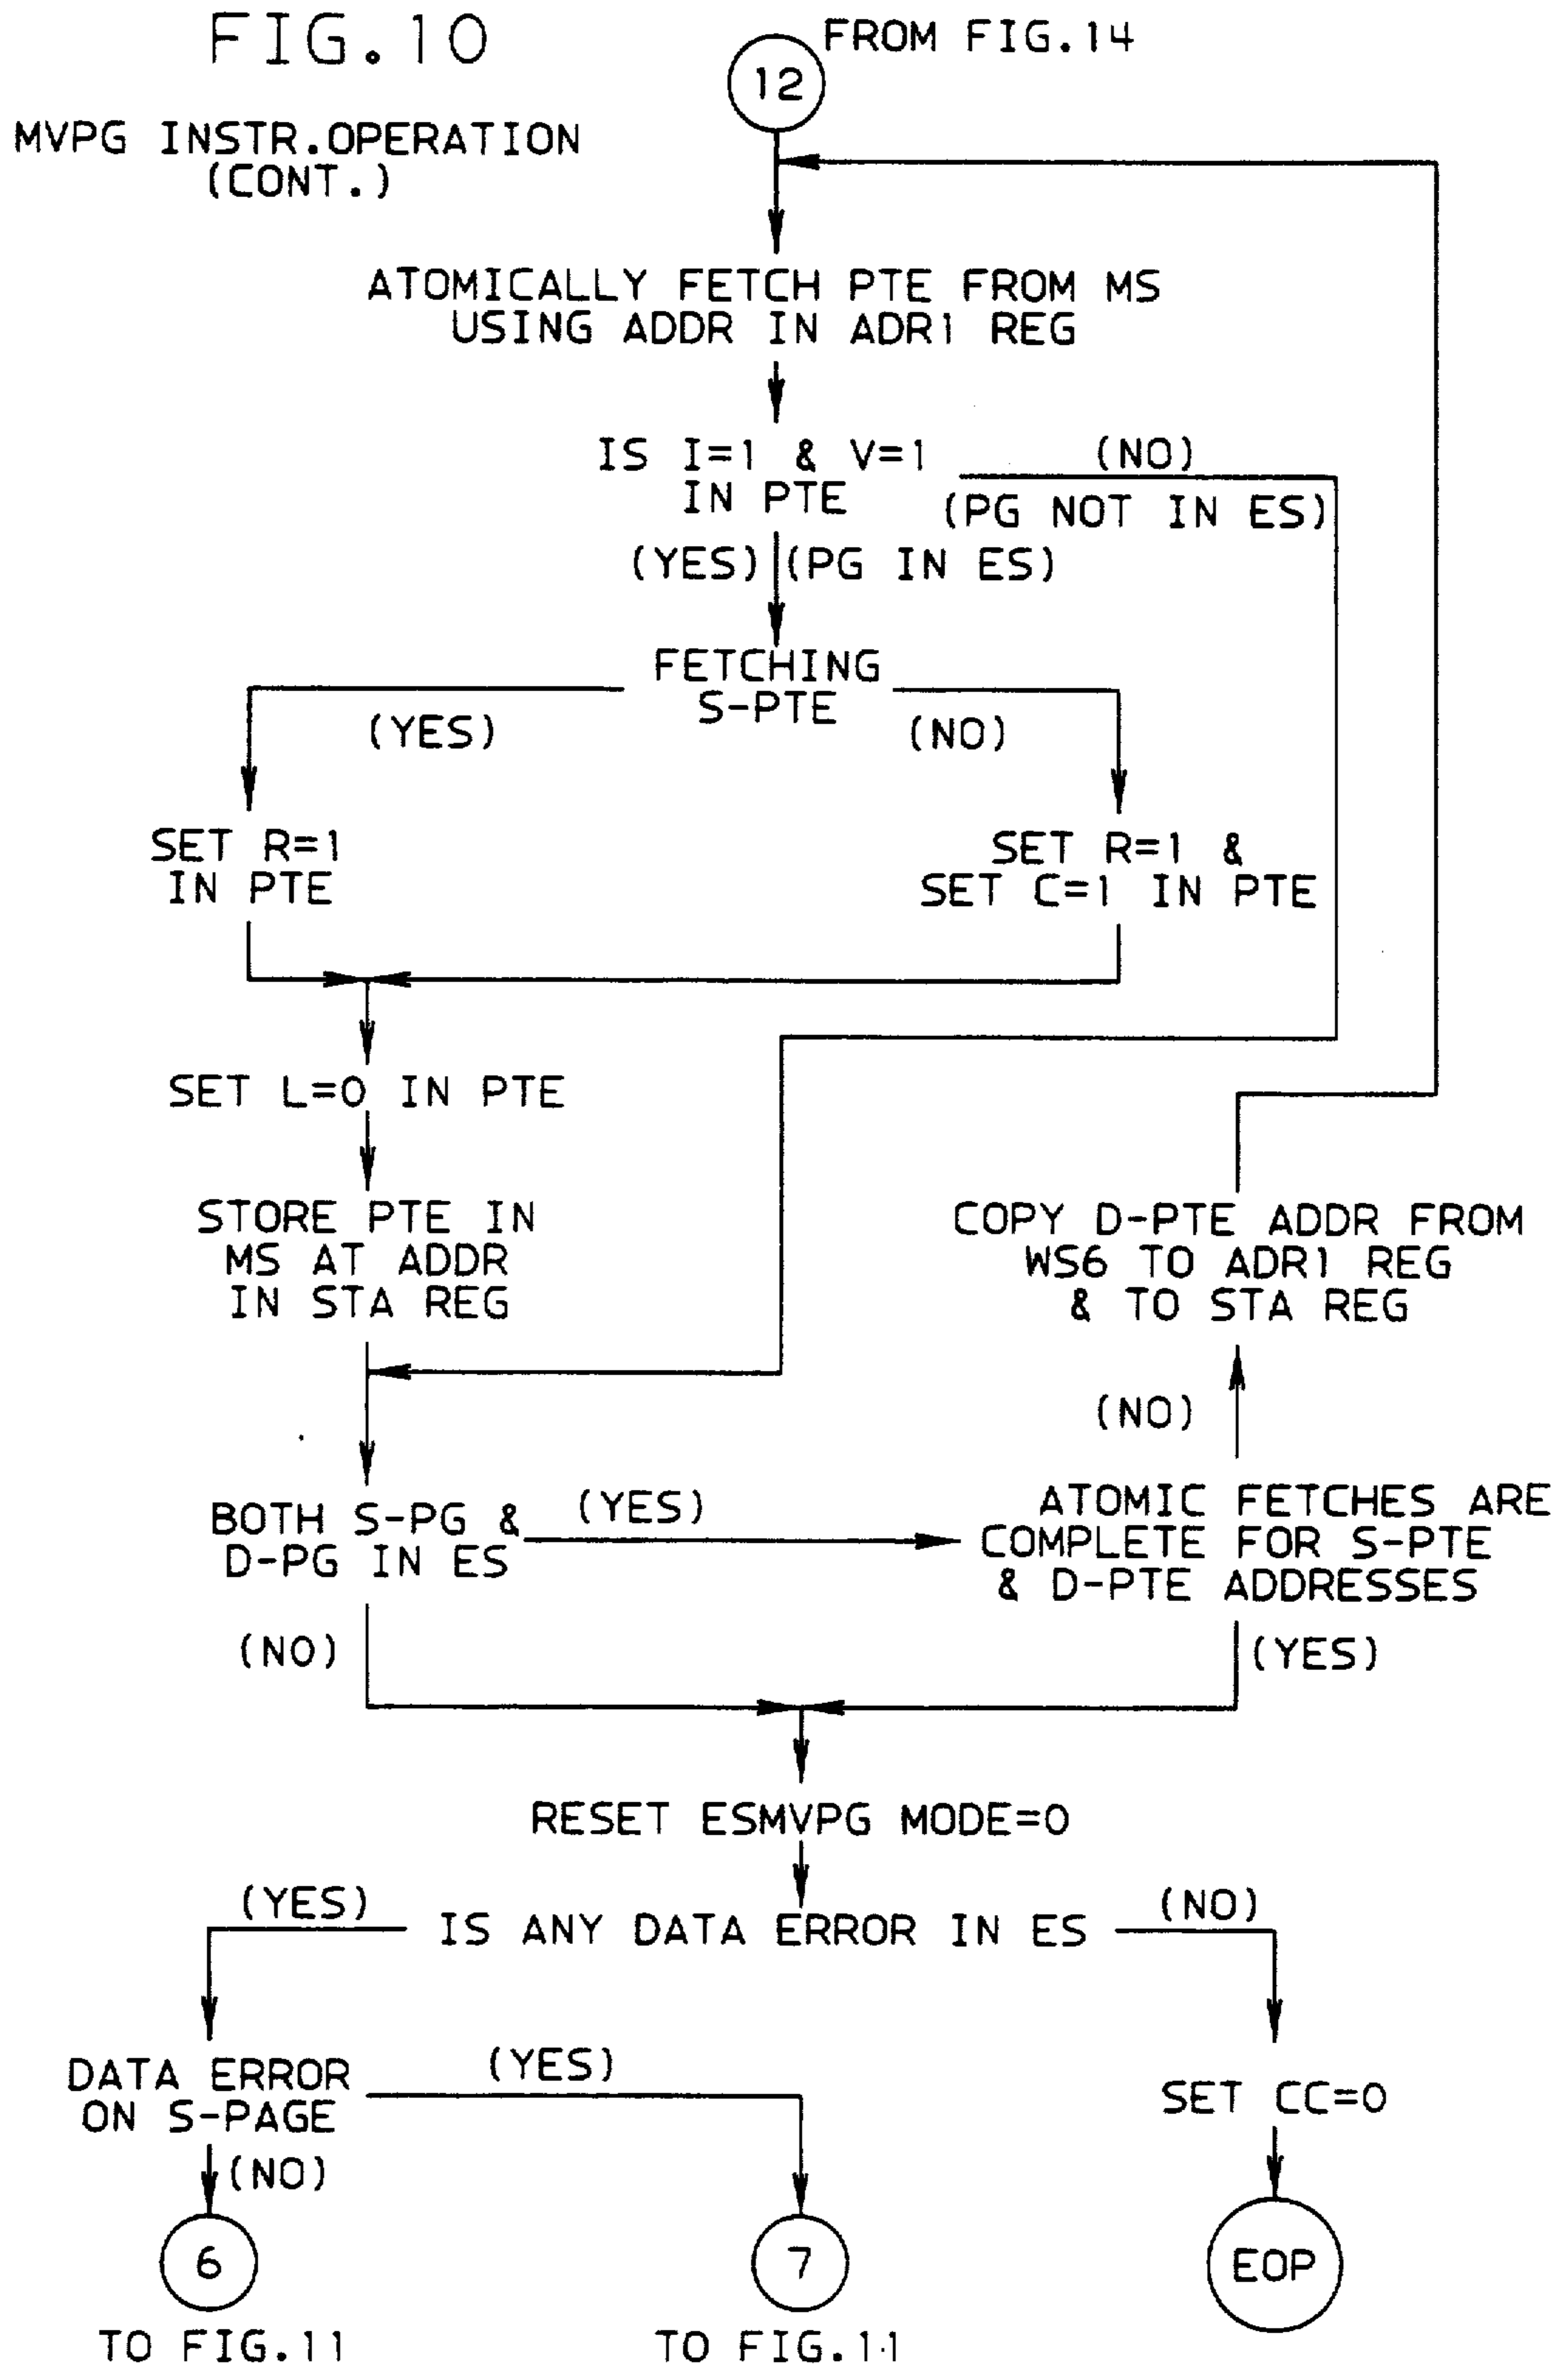 FIG.10
FROM FIG.14
12
MVPG INSTR.OPERATION
(CONT.)
ATOMICALLY FETCH PTE FROM MS
USING ADDR IN ADR1 REG
IS I=1 & V=1
IN PTE
(NO)
(PG NOT IN ES)
(YES) (PG IN ES)
FETCHING
S-PTE
(YES)
(NO)
SET R=1
IN PTE
SET R=1 &
SET C=1 IN PTE
SET L=0 IN PTE
STORE PTE IN
MS AT ADDR
IN STA REG
COPY D-PTE ADDR FROM
WS6 TO ADR1 REG
& TO STA REG
(NO)
BOTH S-PG &
D-PG IN ES
(YES)
ATOMIC FETCHES ARE
COMPLETE FOR S-PTE
& D-PTE ADDRESSES
(NO)
(YES)
RESET ESMVPG MODE=0
(YES)
IS ANY DATA ERROR IN ES
(NO)
DATA ERROR
ON S-PAGE
(YES)
SET CC=0
(NO)
6
7
EOP
TO FIG.11
TO FIG.11